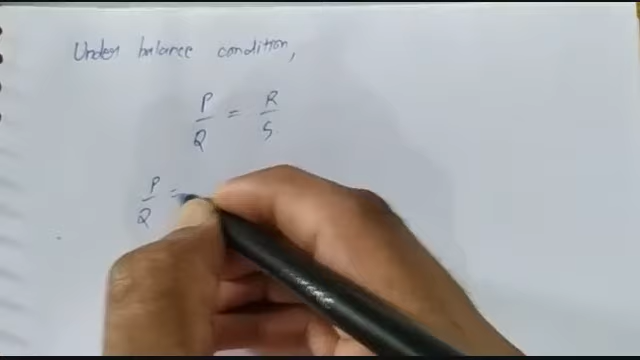 Under balance condition,
P/Q = R/S
P/Q =